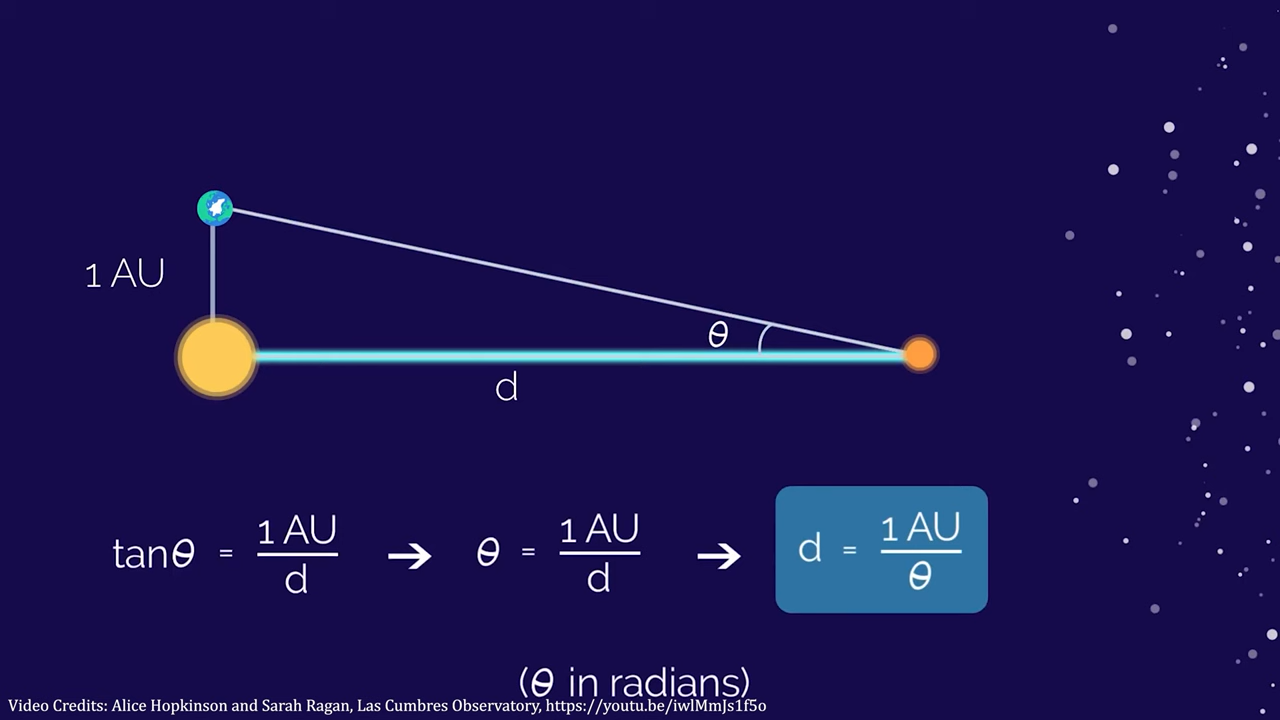 1 AU
θ
d
tanθ = 1 AU / d → θ = 1 AU / d → d = 1 AU / θ
(θ in radians)
Video Credits: Alice Hopkinson and Sarah Ragan, Las Cumbres Observatory, https://youtu.be/iwlMmJs1f5o